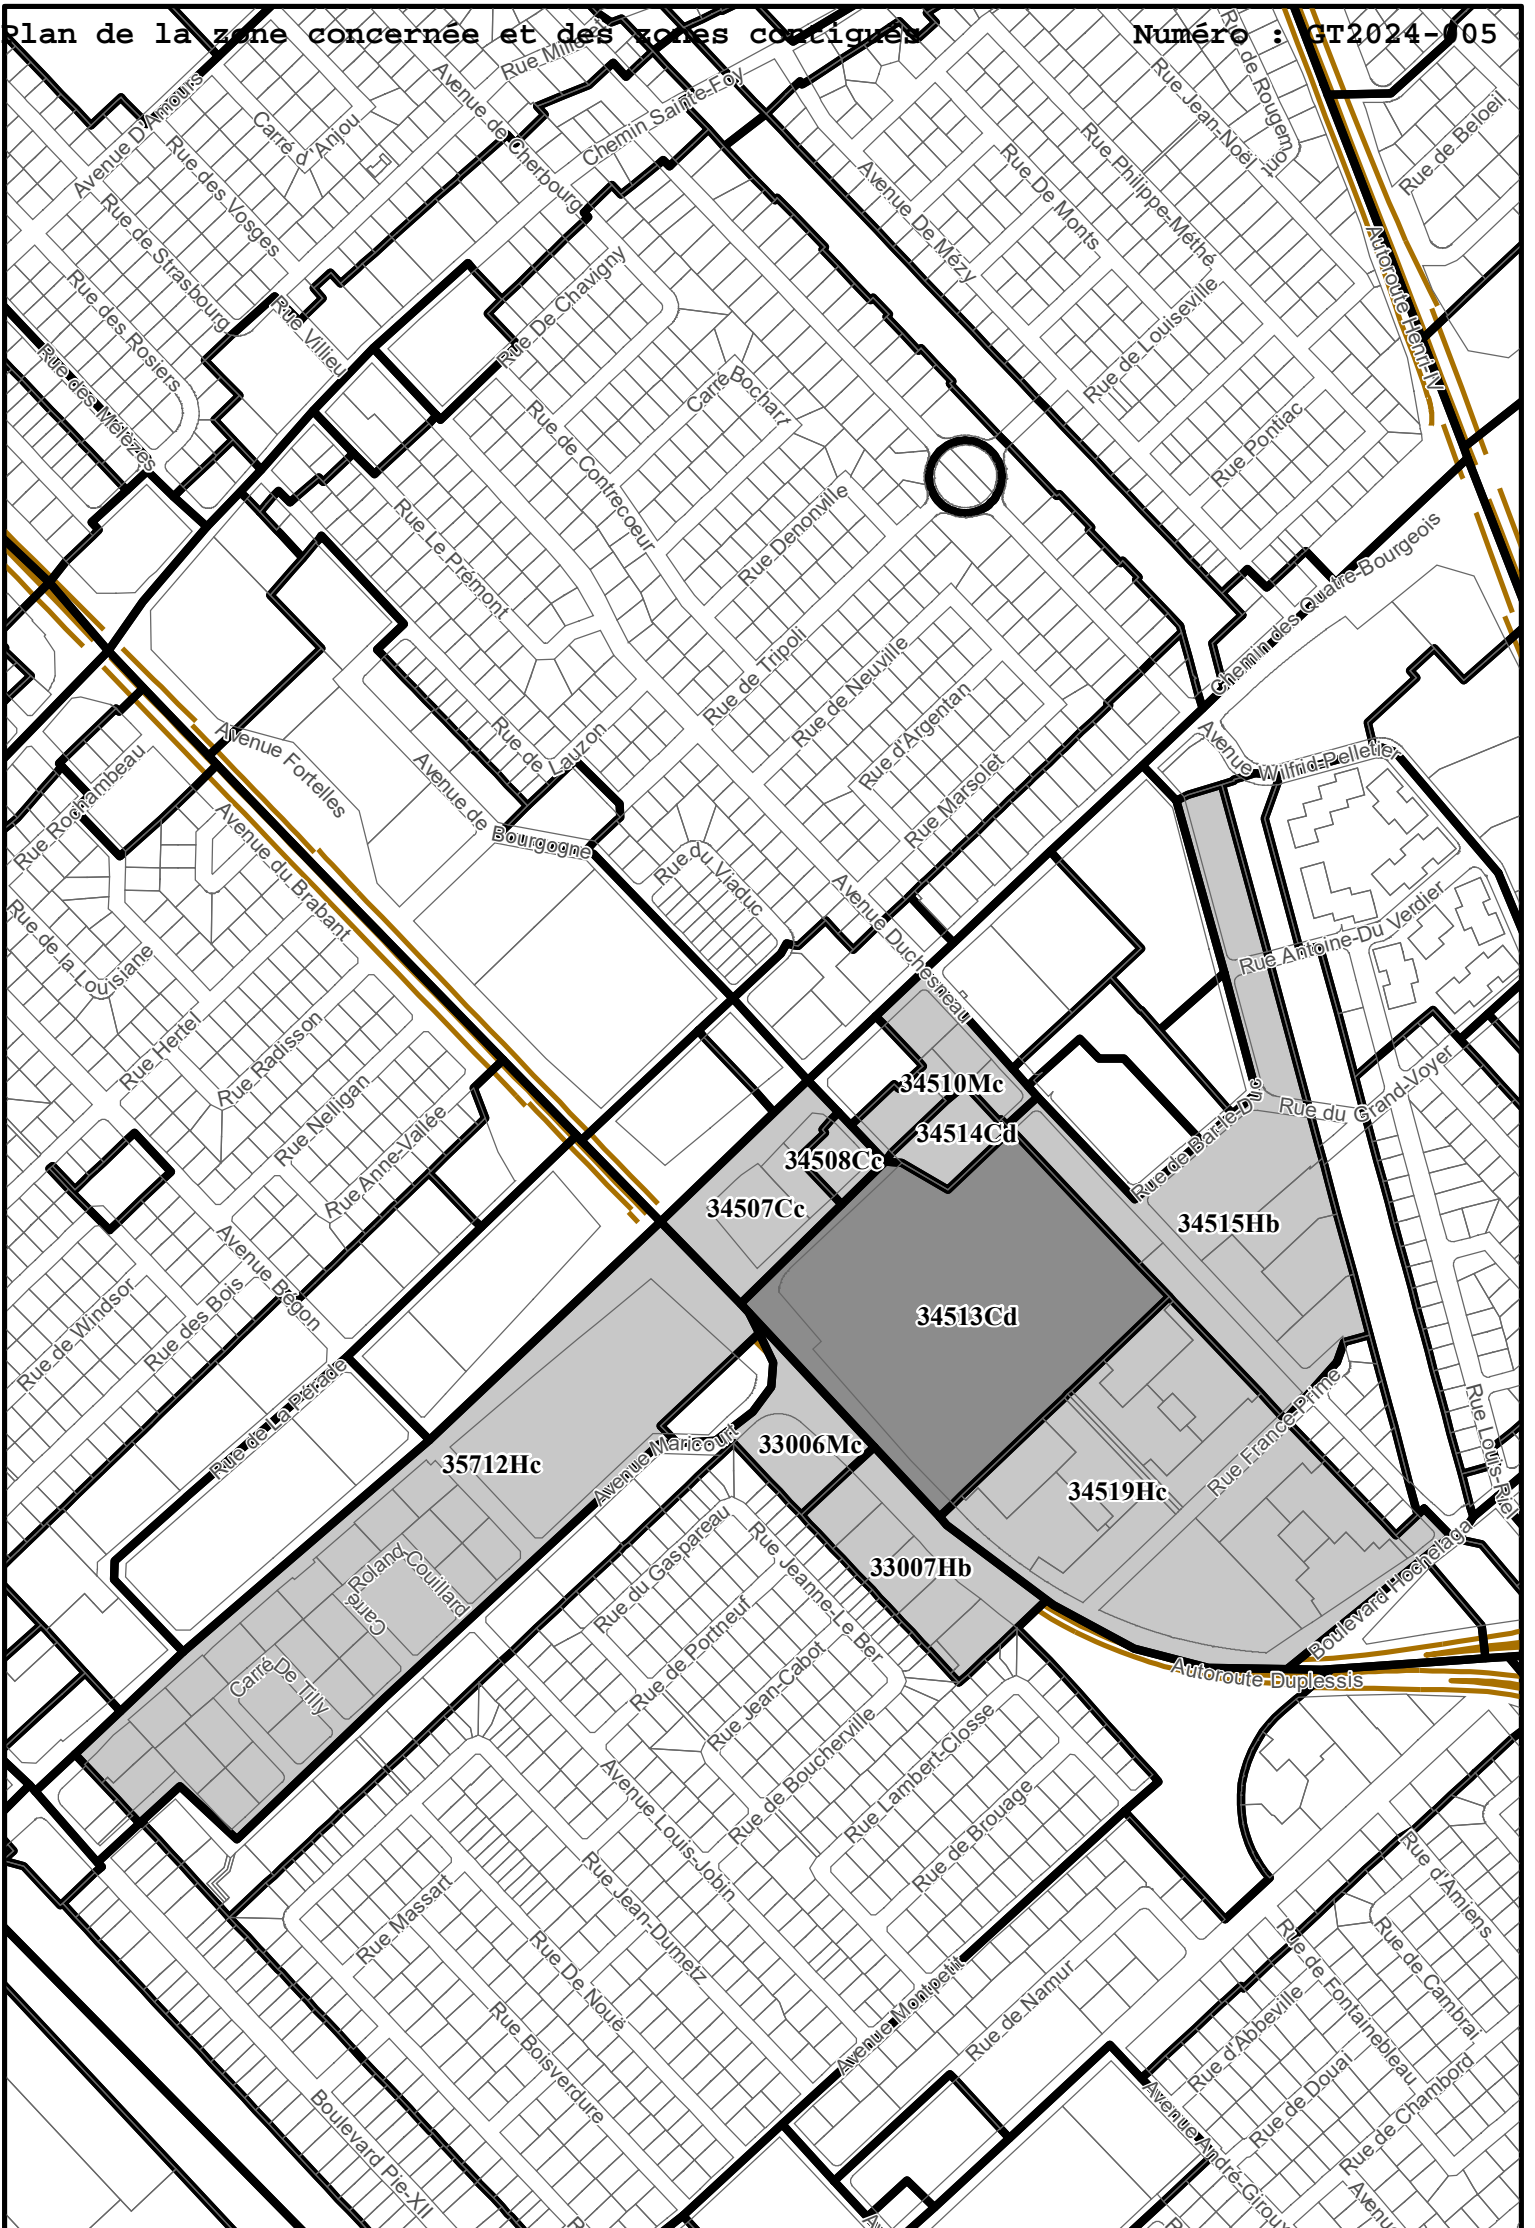 Plan de la zone concernée et des zones contiguës
Numéro : GT2024-005
Avenue D'Amours
Carré d'Anjou
Rue des Vosges
Rue de Strasbourg
Rue des Rosiers
Rue des Mélèzes
Rue Villieu
Avenue de Cherbourg
Chemin Sainte-Foy
Rue De Chavigny
Carré Bochart
Rue de Contrecoeur
Rue Denonville
Rue Le Prémont
Avenue De Mézy
Rue De Monts
Rue Philippe-Méthé
Rue Jean-Noël
Rue de Rougemont
Rue de Beloeil
Autoroute Henri-IV
Rue de Louiseville
Rue Pontiac
Chemin des Quatre-Bourgeois
Rue de Tripoli
Rue de Neuville
Rue d'Argentan
Rue Marsolet
Rue de Lauzon
Avenue Fortelles
Avenue de Bourgogne
Rue du Viaduc
Avenue Duchesneau
Avenue Wilfrid-Pelletier
Rue Antoine-Du Verdier
Rue du Grand-Voyer
Rue de Bar-le-Duc
Rue Rochambeau
Avenue du Brabant
Rue de la Louisiane
Rue Hertel
Rue Radisson
Rue Nelligan
Rue Anne-Vallée
Avenue Bégon
Rue de Windsor
Rue des Bois
Rue de La Pérade
34510Mc
34514Cd
34508Cc
34507Cc
34515Hb
34513Cd
35712Hc
33006Mc
34519Hc
33007Hb
Avenue Maricourt
Rue France-Prime
Rue Louis-Riel
Boulevard Hochelaga
Autoroute Duplessis
Carré Roland Couillard
Carré De Tilly
Rue du Gaspareau
Rue Jeanne-Le Ber
Rue de Portneuf
Rue Jean-Cabot
Rue de Boucherville
Rue Lambert-Closse
Rue de Brouage
Avenue Louis-Jobin
Rue Jean-Dumetz
Rue Massart
Rue De Noue
Rue Boisverdure
Boulevard Pie-XII
Avenue Montpetit
Rue de Namur
Rue d'Amiens
Rue de Cambrai
Rue de Fontainebleau
Rue d'Abbeville
Rue de Douai
Rue de Chambord
Avenue André-Giroux
Avenue